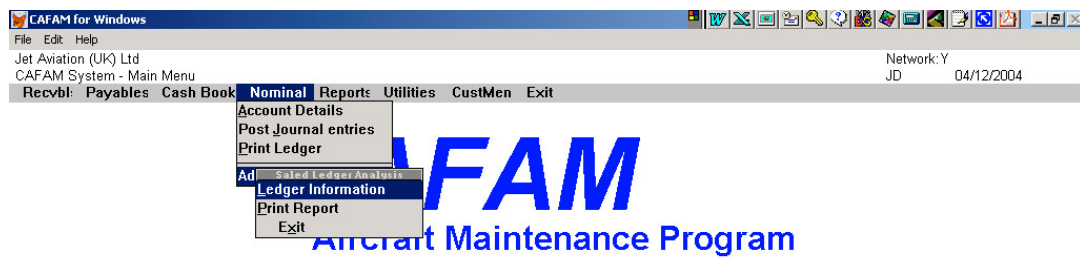 CAFAM for Windows
File Edit Help
Jet Aviation (UK) Ltd Network: Y
CAFAM System - Main Menu JD 04/12/2004
Recvbl: Payables Cash Book Nominal Reports Utilities CustMen Exit
Account Details
Post Journal entries
Print Ledger
Ad Saled Ledger Analysis
Ledger Information
Print Report
Exit
AFAM
Aircraft Maintenance Program